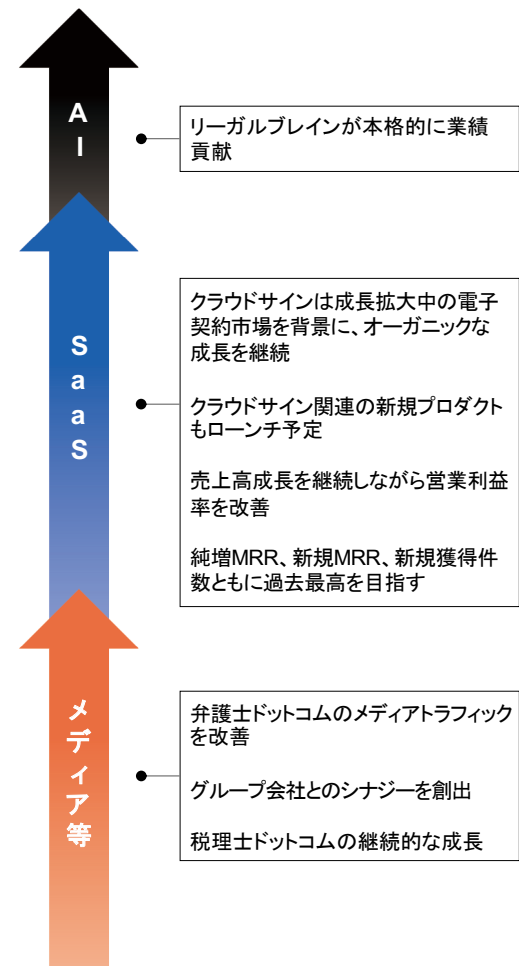 AI
リーガルブレインが本格的に業績
貢献
SaaS
クラウドサインは成長拡大中の電子
契約市場を背景に、オーガニックな
成長を継続
クラウドサイン関連の新規プロダクト
もローンチ予定
売上高成長を継続しながら営業利益
率を改善
純増MRR、新規MRR、新規獲得件
数ともに過去最高を目指す
メディア等
弁護士ドットコムのメディアトラフィック
を改善
グループ会社とのシナジーを創出
税理士ドットコムの継続的な成長